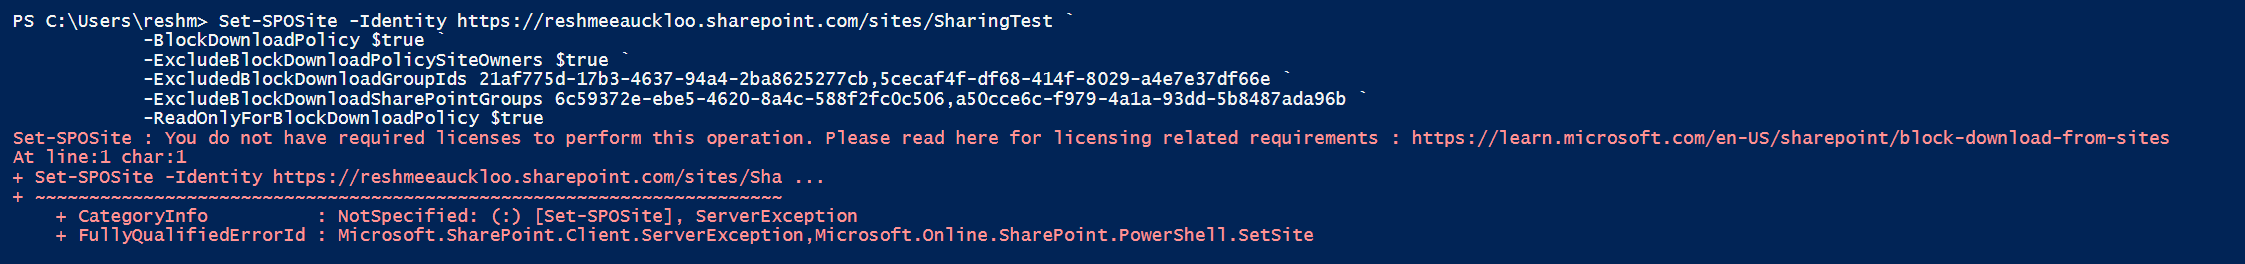 PS C:\Users\reshm> Set-SPOSite -Identity https://reshmeeauckloo.sharepoint.com/sites/SharingTest `
-BlockDownloadPolicy $true `
-ExcludeBlockDownloadPolicySiteOwners $true `
-ExcludedBlockDownloadGroupIds 21af775d-17b3-4637-94a4-2ba8625277cb,5cecaf4f-df68-414f-8029-a4e7e37df66e `
-ExcludeBlockDownloadSharePointGroups 6c59372e-ebe5-4620-8a4c-588f2fc0c506,a50cce6c-f979-4a1a-93dd-5b8487ada96b `
-ReadOnlyForBlockDownloadPolicy $true
Set-SPOSite : You do not have required licenses to perform this operation. Please read here for licensing related requirements : https://learn.microsoft.com/en-US/sharepoint/block-download-from-sites
At line:1 char:1
+ Set-SPOSite -Identity https://reshmeeauckloo.sharepoint.com/sites/Sha ...
+ ~~~~~~~~~~~~~~~~~~~~~~~~~~~~~~~~~~~~~~~~~~~~~~~~~~~~~~~~~~~~~~~~~~~~~
+ CategoryInfo          : NotSpecified: (:) [Set-SPOSite], ServerException
+ FullyQualifiedErrorId : Microsoft.SharePoint.Client.ServerException,Microsoft.Online.SharePoint.PowerShell.SetSite